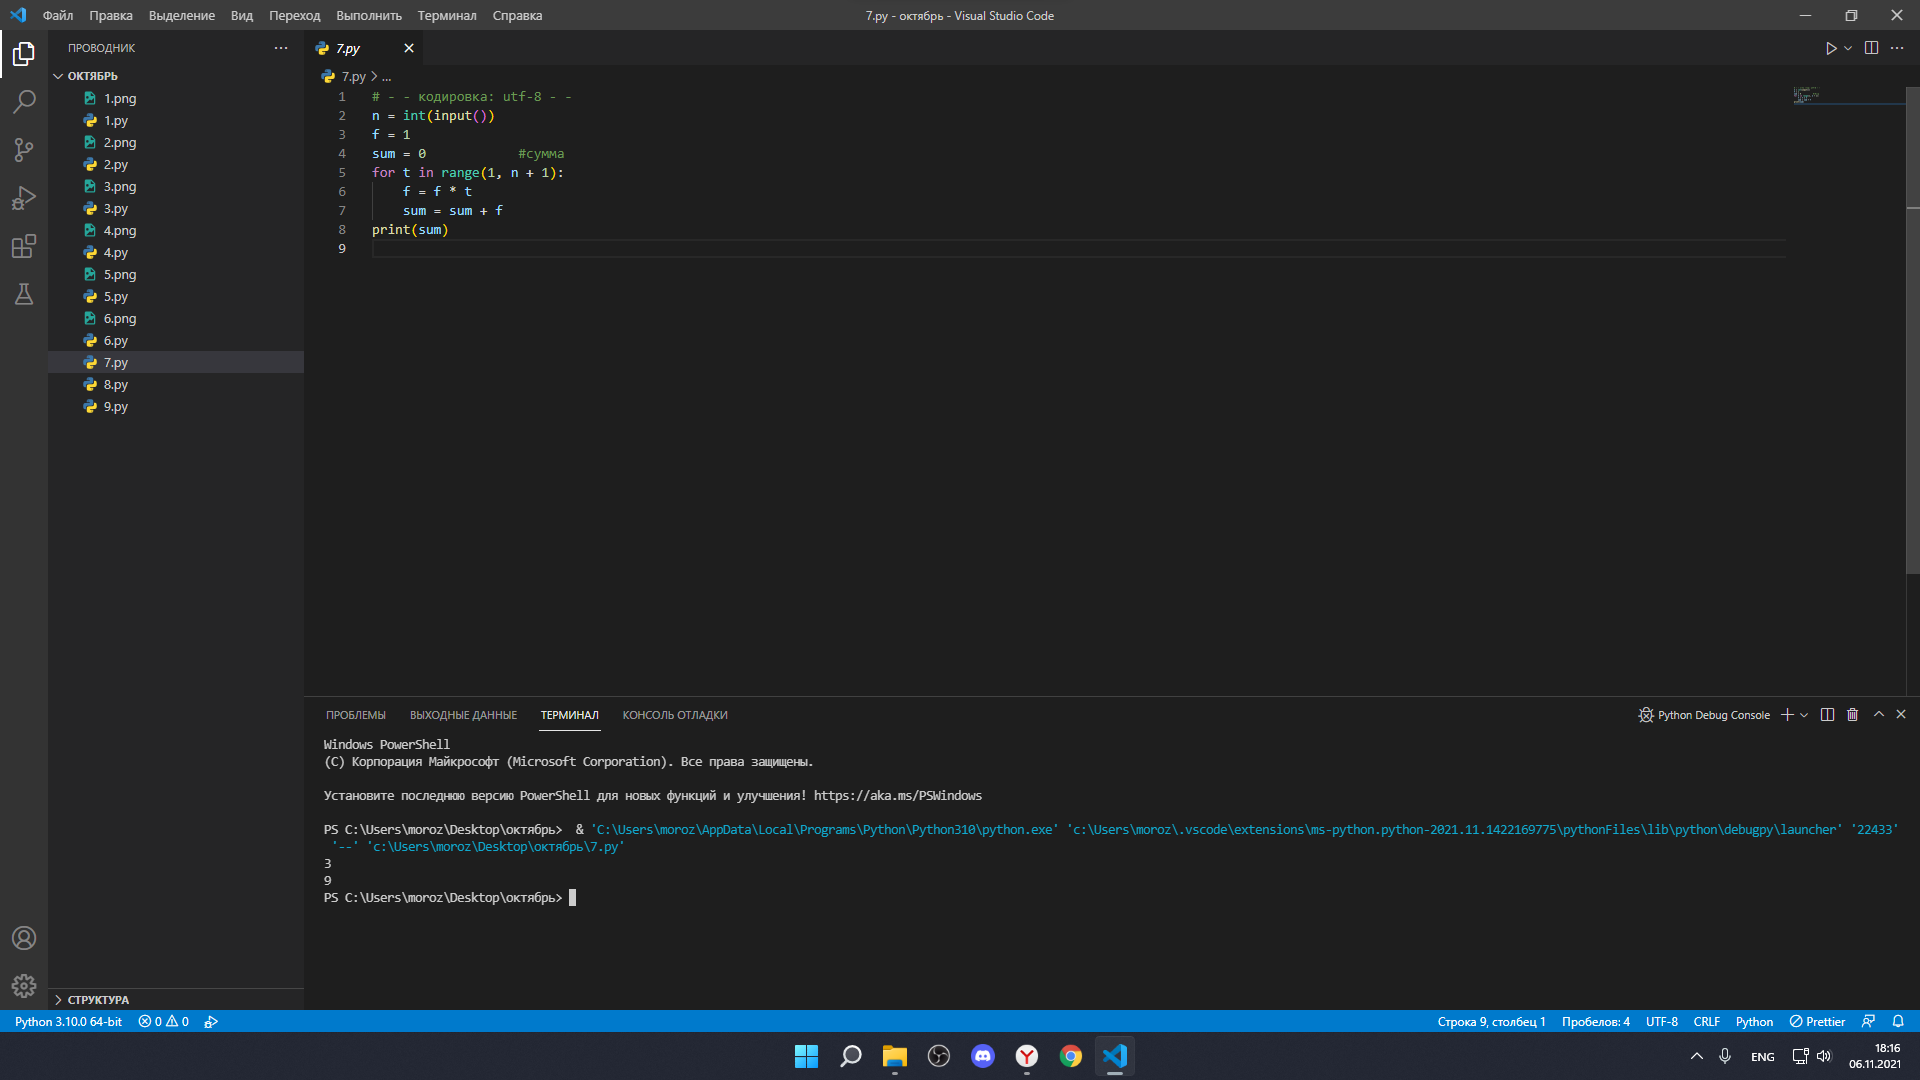 Файл Правка Выделение Вид Переход Выполнить Терминал Справка
7.py - октябрь - Visual Studio Code
ПРОВОДНИК
ОКТЯБРЬ
1.png
1.py
2.png
2.py
3.png
3.py
4.png
4.py
5.png
5.py
6.png
6.py
7.py
8.py
9.py
СТРУКТУРА
7.py
7.py > ...
1 # - - кодировка: utf-8 - -
2 n = int(input())
3 f = 1
4 sum = 0 #сумма
5 for t in range(1, n + 1):
6 f = f * t
7 sum = sum + f
8 print(sum)
9
ПРОБЛЕМЫ ВЫХОДНЫЕ ДАННЫЕ ТЕРМИНАЛ КОНСОЛЬ ОТЛАДКИ
Python Debug Console
Windows PowerShell
(C) Корпорация Майкрософт (Microsoft Corporation). Все права защищены.
Установите последнюю версию PowerShell для новых функций и улучшения! https://aka.ms/PSWindows
PS C:\Users\moroz\Desktop\октябрь> & 'C:\Users\moroz\AppData\Local\Programs\Python\Python310\python.exe' 'c:\Users\moroz\.vscode\extensions\ms-python.python-2021.11.1422169775\pythonFiles\lib\python\debugpy\launcher' '22433'
'--' 'c:\Users\moroz\Desktop\октябрь\7.py'
3
9
PS C:\Users\moroz\Desktop\октябрь>
Python 3.10.0 64-bit 0 0
Строка 9, столбец 1 Пробелов: 4 UTF-8 CRLF Python Prettier
ENG
18:16
06.11.2021